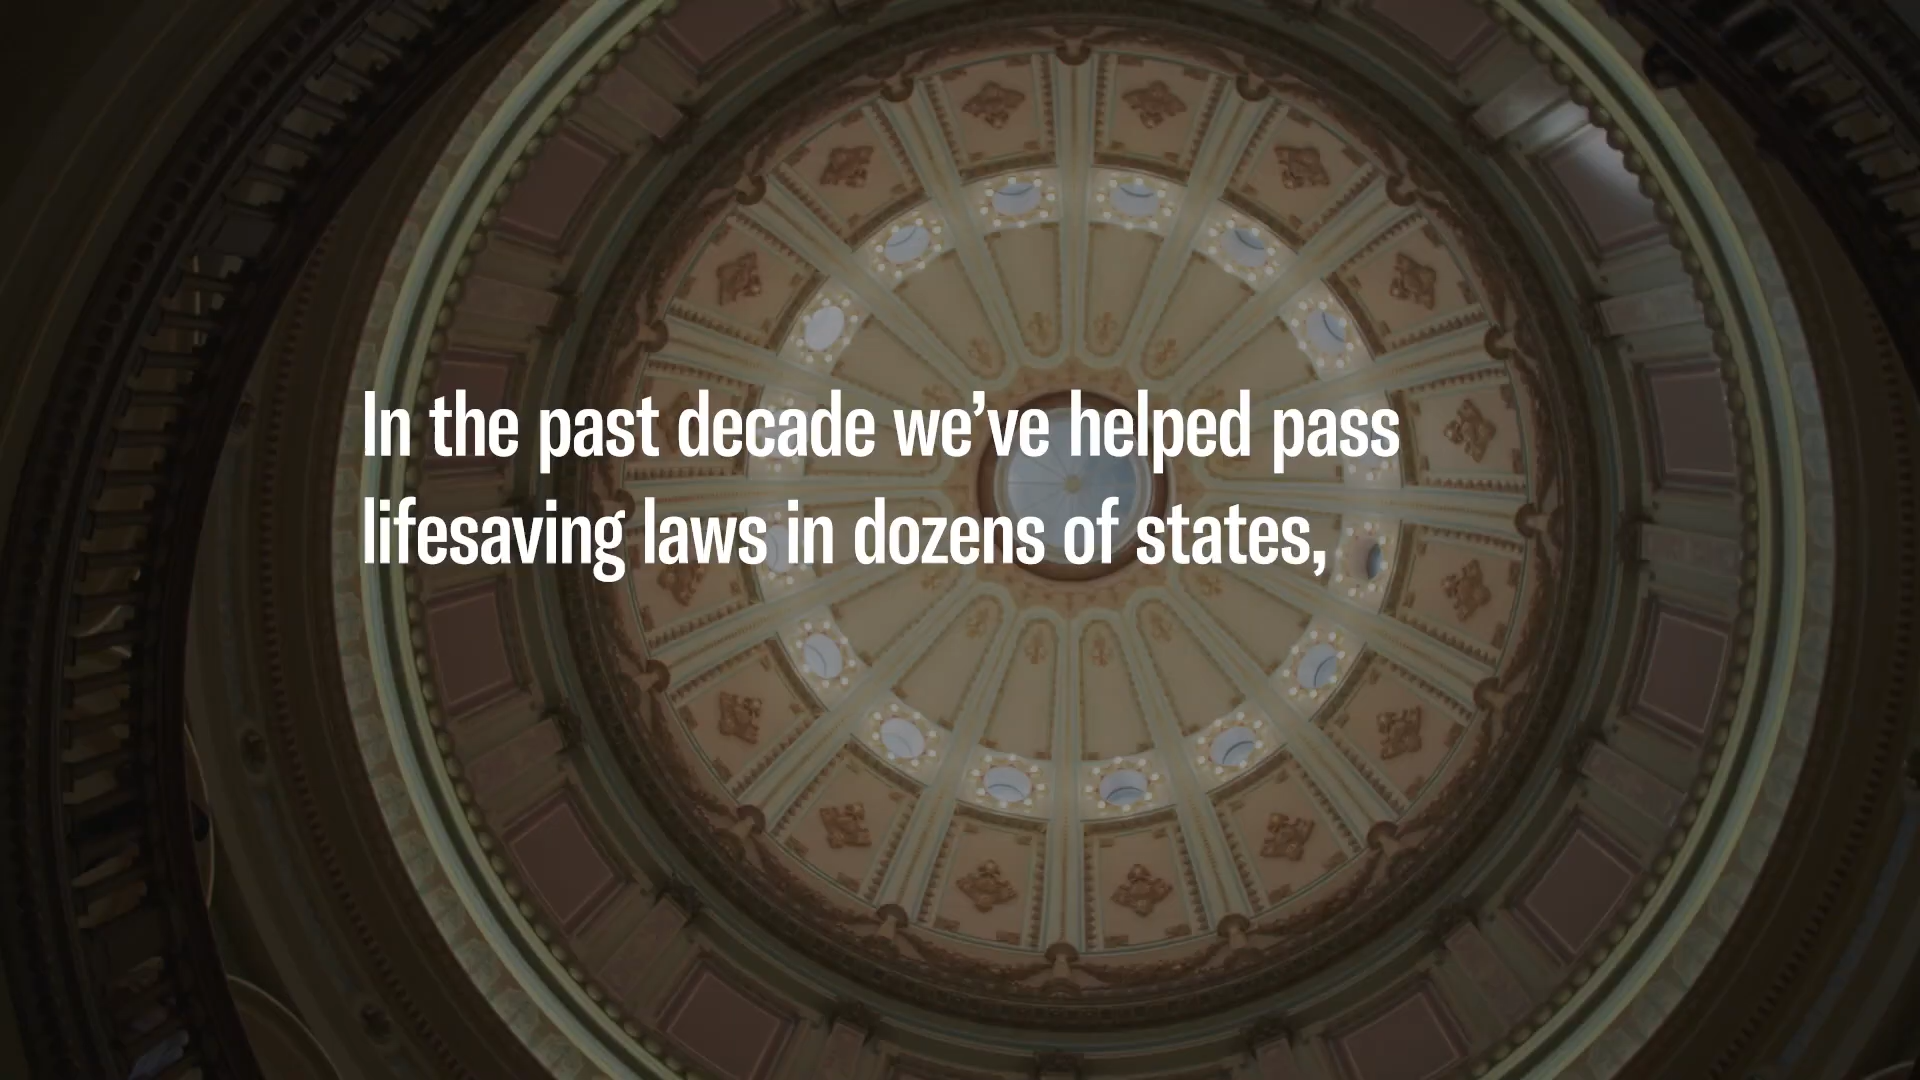 In the past decade we’ve helped pass
lifesaving laws in dozens of states,